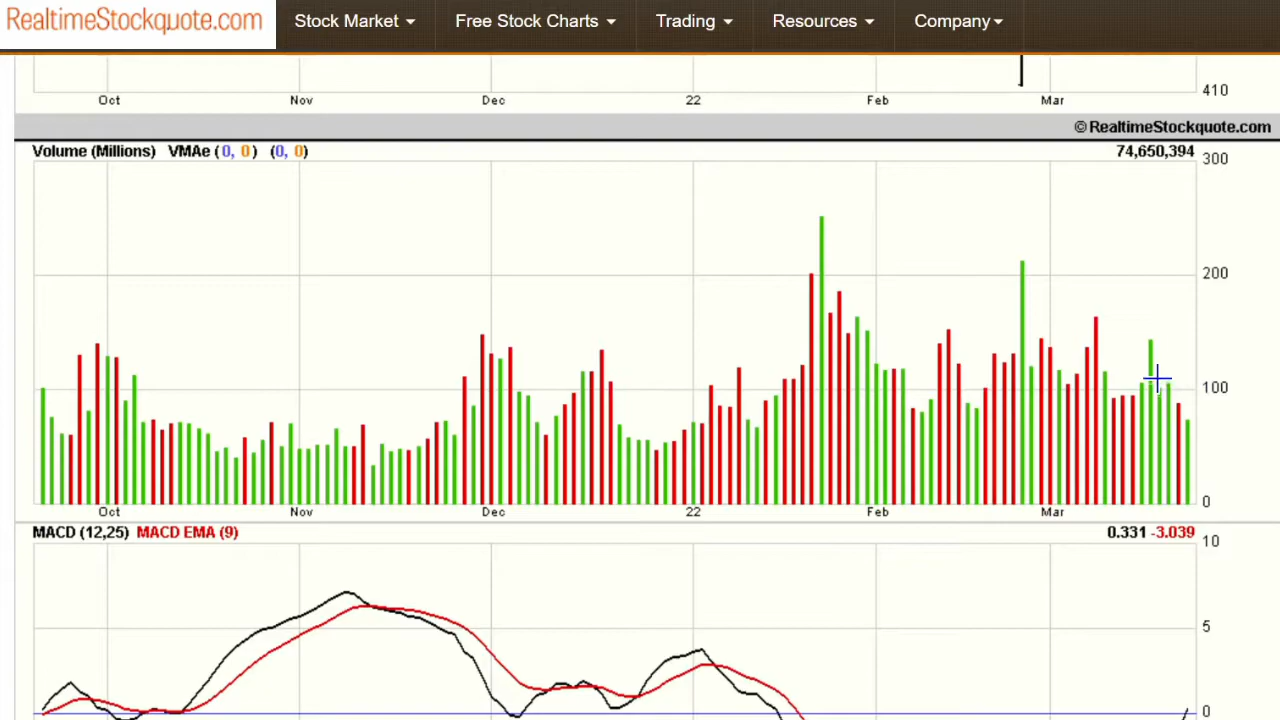 RealtimeStockquote.com Stock Market Free Stock Charts Trading Resources Company
410
Oct Nov Dec 22 Feb Mar
© RealtimeStockquote.com
Volume (Millions) VMAe (0, 0) (0, 0) 74,650,394
300
200
100
0
Oct Nov Dec 22 Feb Mar
MACD (12,25) MACD EMA (9) 0.331 -3.039
10
5
0